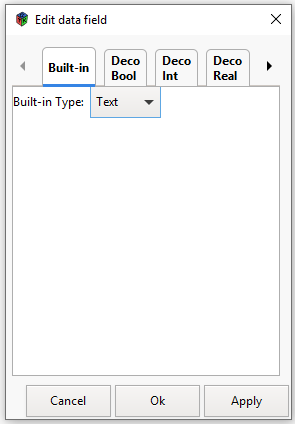 Edit data field
Built-in
Deco
Bool
Deco
Int
Deco
Real
Built-in Type: Text
Cancel
Ok
Apply